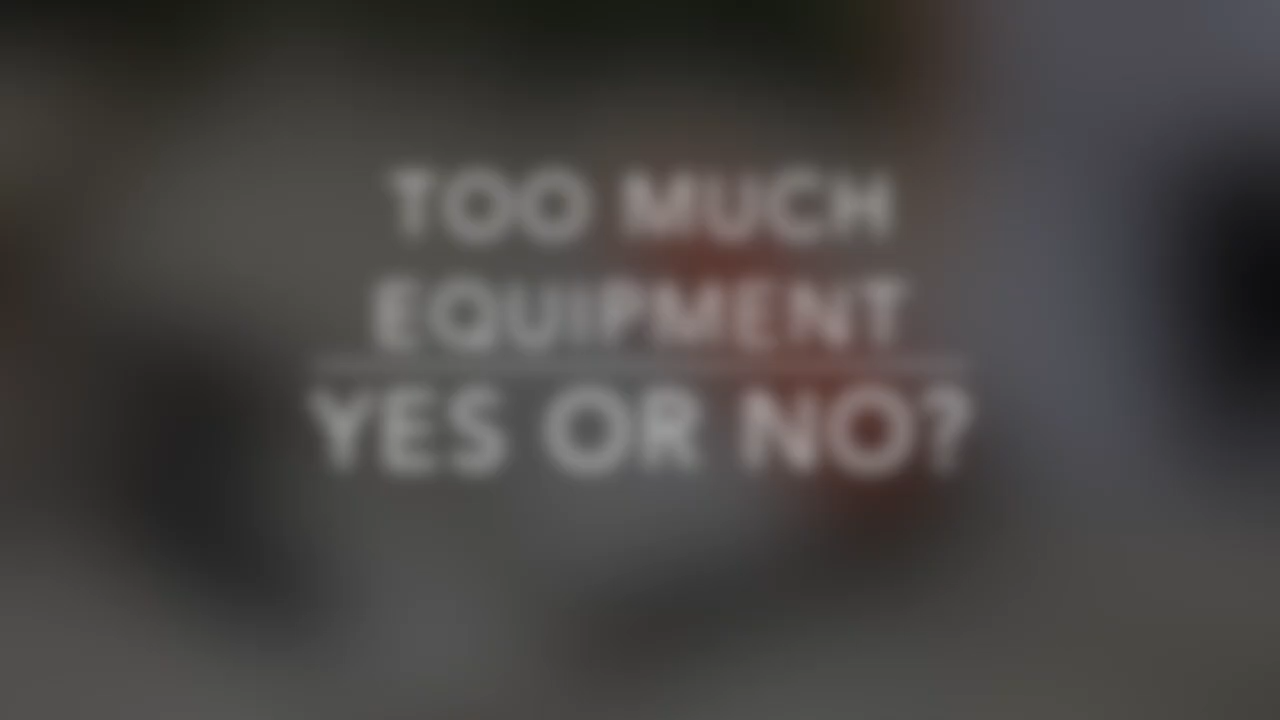 TOO MUCH
EQUIPMENT
YES OR NO?